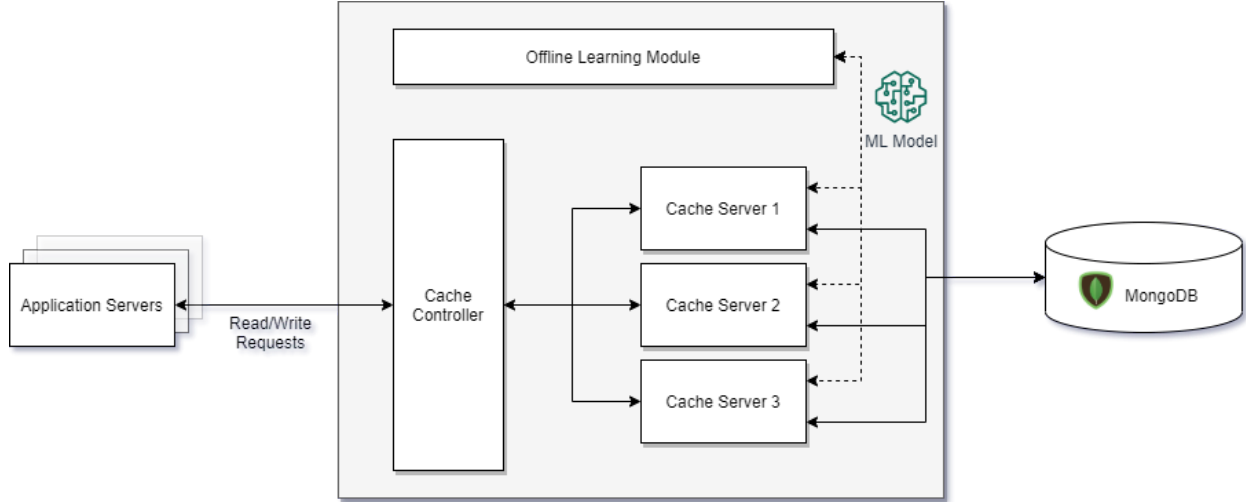 Offline Learning Module
ML Model
Cache Server 1
Application Servers
Read/Write
Requests
Cache
Controller
Cache Server 2
Cache Server 3
MongoDB